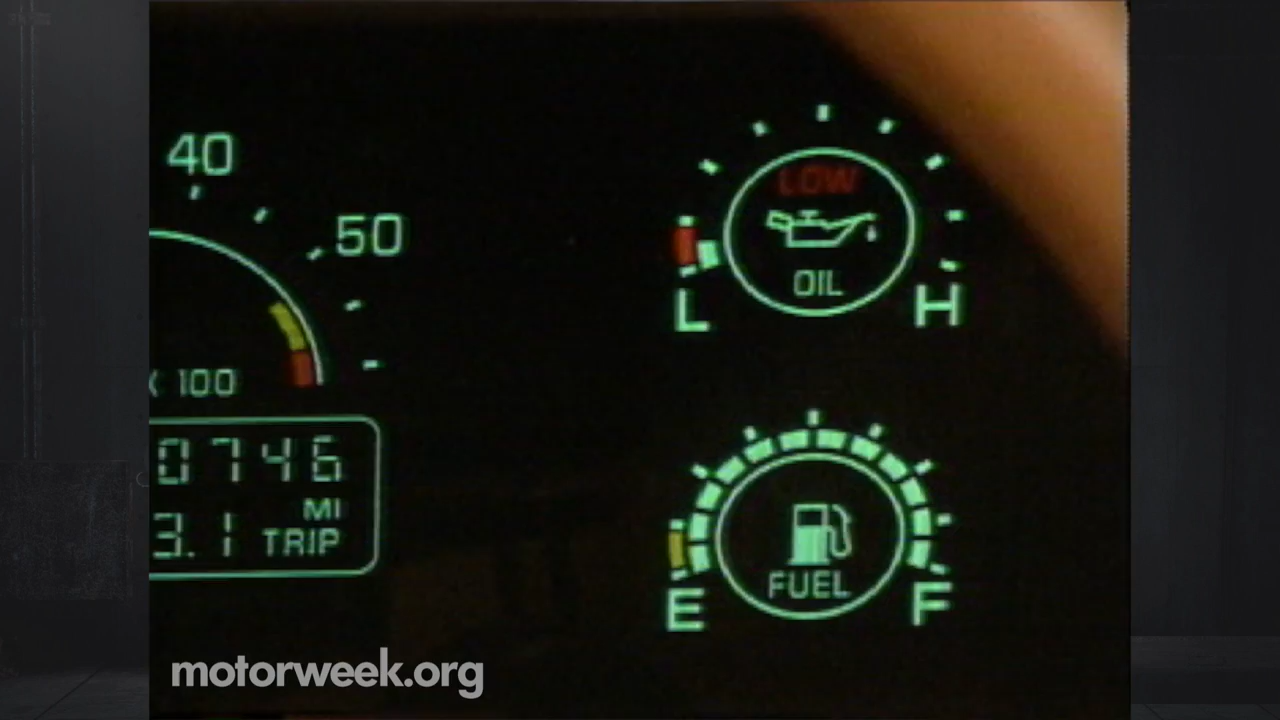 40
50
X 100
0746
MI
3.1 TRIP
LOW
OIL
L H
FUEL
E F
motorweek.org